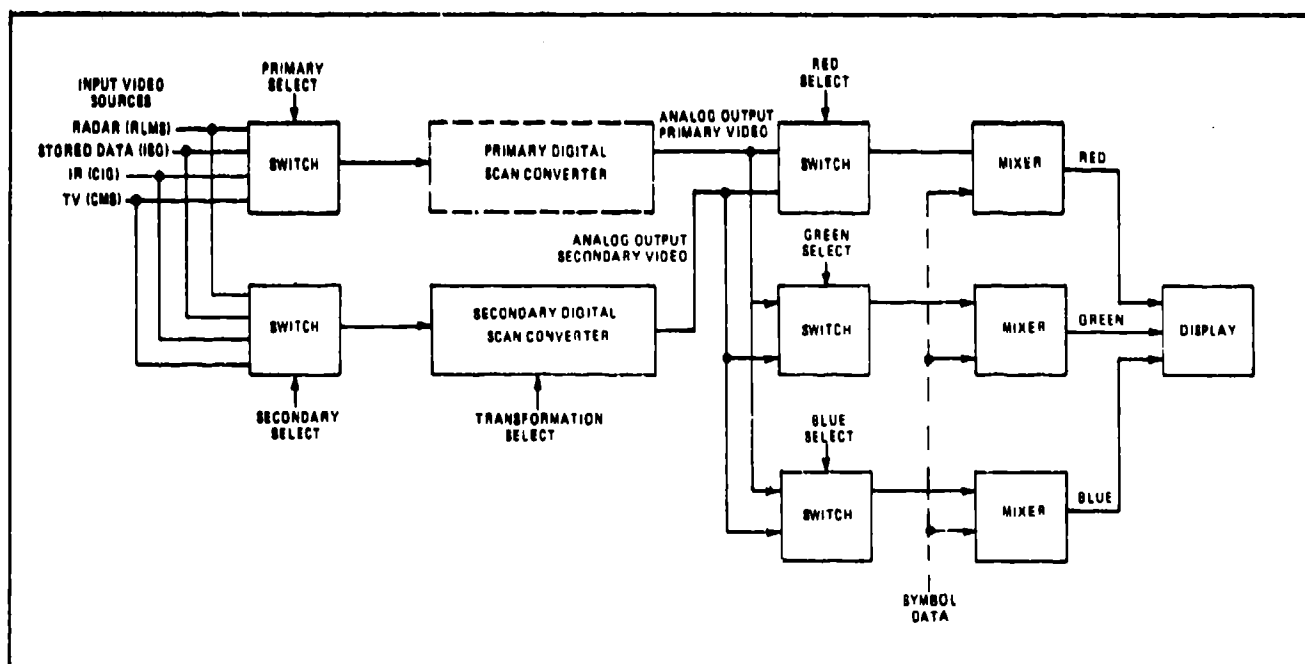 INPUT VIDEO
SOURCES
RADAR (RLMS)
STORED DATA (ISG)
IR (CIG)
TV (CMS)
PRIMARY
SELECT
SWITCH
PRIMARY DIGITAL
SCAN CONVERTER
ANALOG OUTPUT
PRIMARY VIDEO
RED
SELECT
SWITCH
MIXER
RED
ANALOG OUTPUT
SECONDARY VIDEO
GREEN
SELECT
SWITCH
SECONDARY DIGITAL
SCAN CONVERTER
SWITCH
MIXER
GREEN
DISPLAY
SECONDARY
SELECT
TRANSFORMATION
SELECT
BLUE
SELECT
SWITCH
MIXER
BLUE
SYMBOL
DATA